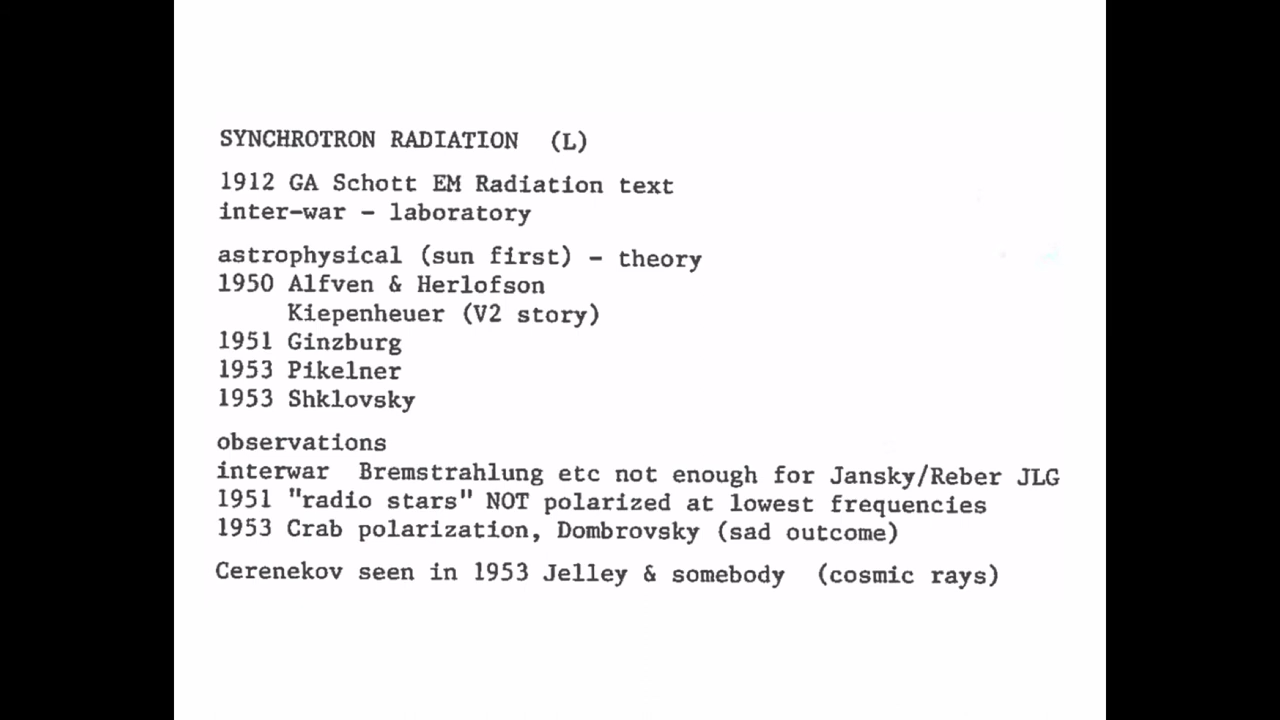 SYNCHROTRON RADIATION (L)
1912 GA Schott EM Radiation text
inter-war - laboratory
astrophysical (sun first) - theory
1950 Alfven & Herlofson
Kiepenheuer (V2 story)
1951 Ginzburg
1953 Pikelner
1953 Shklovsky
observations
interwar Bremstrahlung etc not enough for Jansky/Reber JLG
1951 "radio stars" NOT polarized at lowest frequencies
1953 Crab polarization, Dombrovsky (sad outcome)
Cerenekov seen in 1953 Jelley & somebody (cosmic rays)